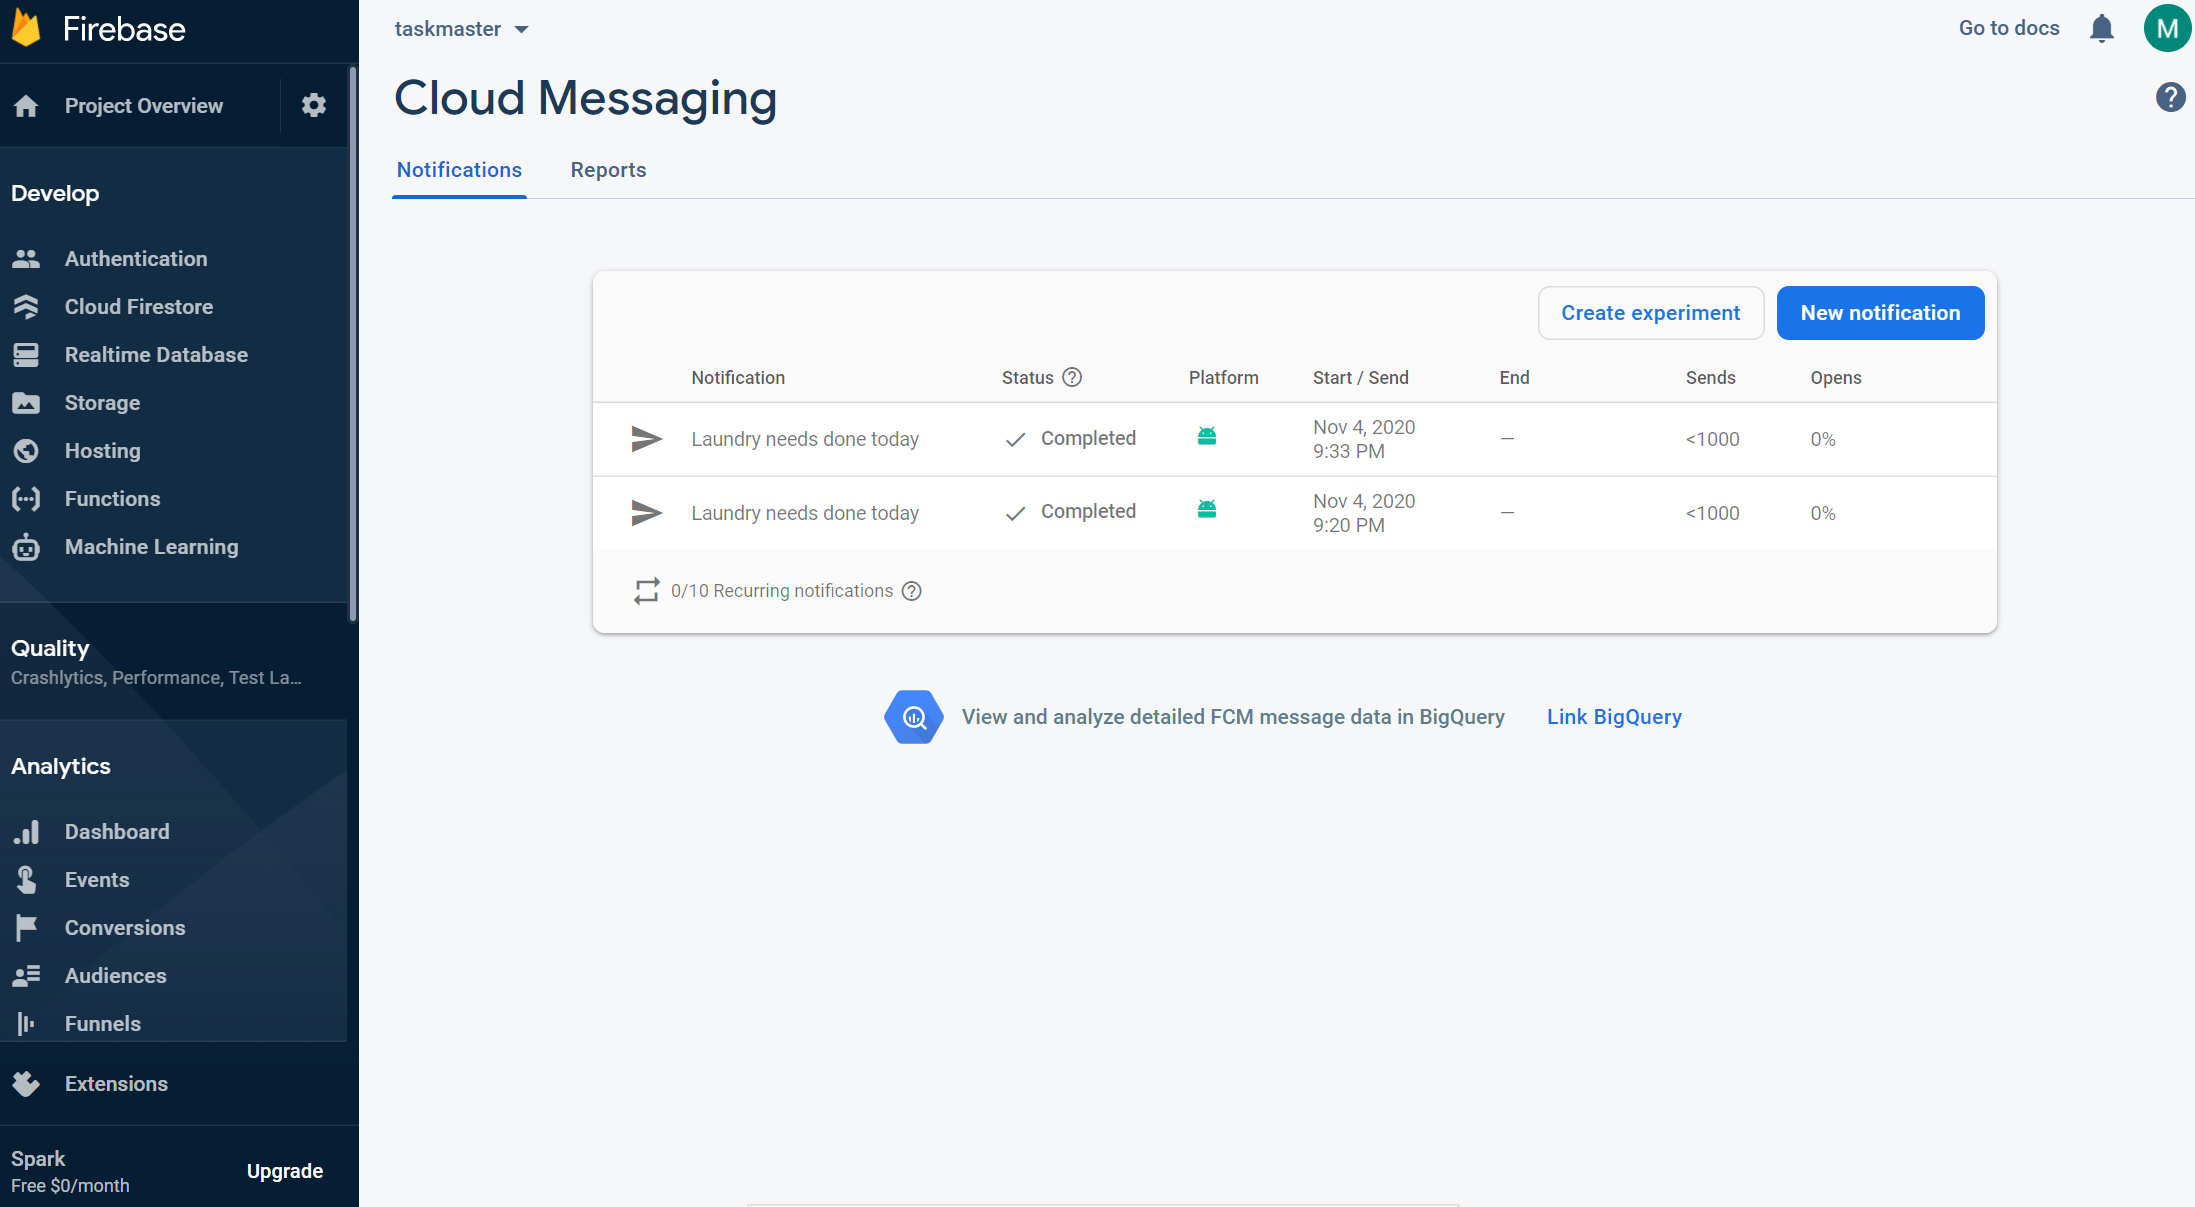 Firebase
Project Overview
Develop
Authentication
Cloud Firestore
Realtime Database
Storage
Hosting
Functions
Machine Learning
Quality
Crashlytics, Performance, Test La...
Analytics
Dashboard
Events
Conversions
Audiences
Funnels
Extensions
Spark
Free $0/month
Upgrade
taskmaster
Go to docs
M
Cloud Messaging
?
Notifications Reports
Create experiment New notification
Notification Status ? Platform Start / Send End Sends Opens
Laundry needs done today Completed Nov 4, 2020 9:33 PM — <1000 0%
Laundry needs done today Completed Nov 4, 2020 9:20 PM — <1000 0%
0/10 Recurring notifications ?
View and analyze detailed FCM message data in BigQuery Link BigQuery